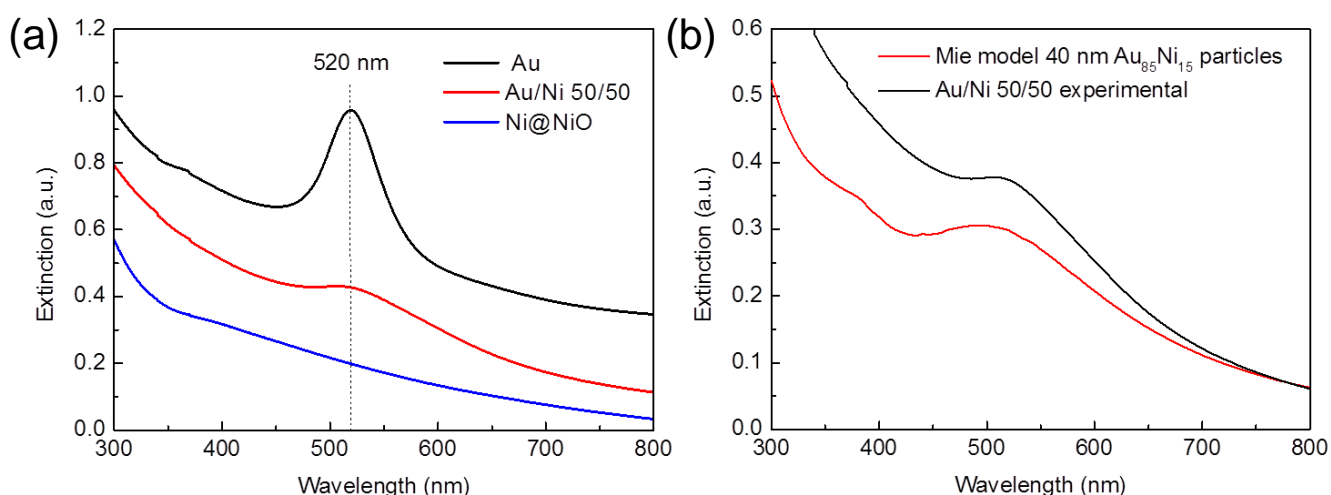 (a)
1.2
1.0
0.8
0.6
0.4
0.2
0.0
Extinction (a.u.)
520 nm
Au
Au/Ni 50/50
Ni@NiO
300 400 500 600 700 800
Wavelength (nm)
(b)
0.6
0.5
0.4
0.3
0.2
0.1
0.0
Extinction (a.u.)
Mie model 40 nm Au₈₅Ni₁₅ particles
Au/Ni 50/50 experimental
300 400 500 600 700 800
Wavelength (nm)